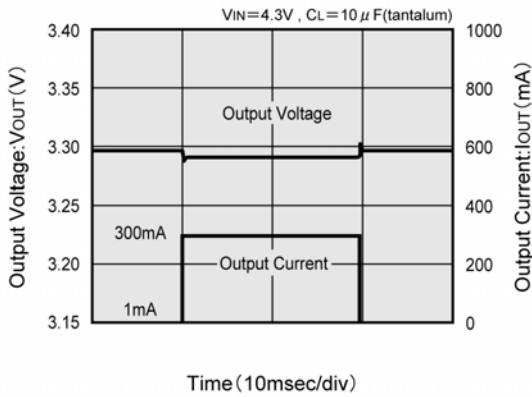 VIN=4.3V , CL=10μF(tantalum)
3.40
3.35
3.30
3.25
3.20
3.15
Output Voltage:VOUT(V)
Output Voltage
300mA
Output Current
1mA
1000
800
600
400
200
0
Output Current:IOUT(mA)
Time(10msec/div)